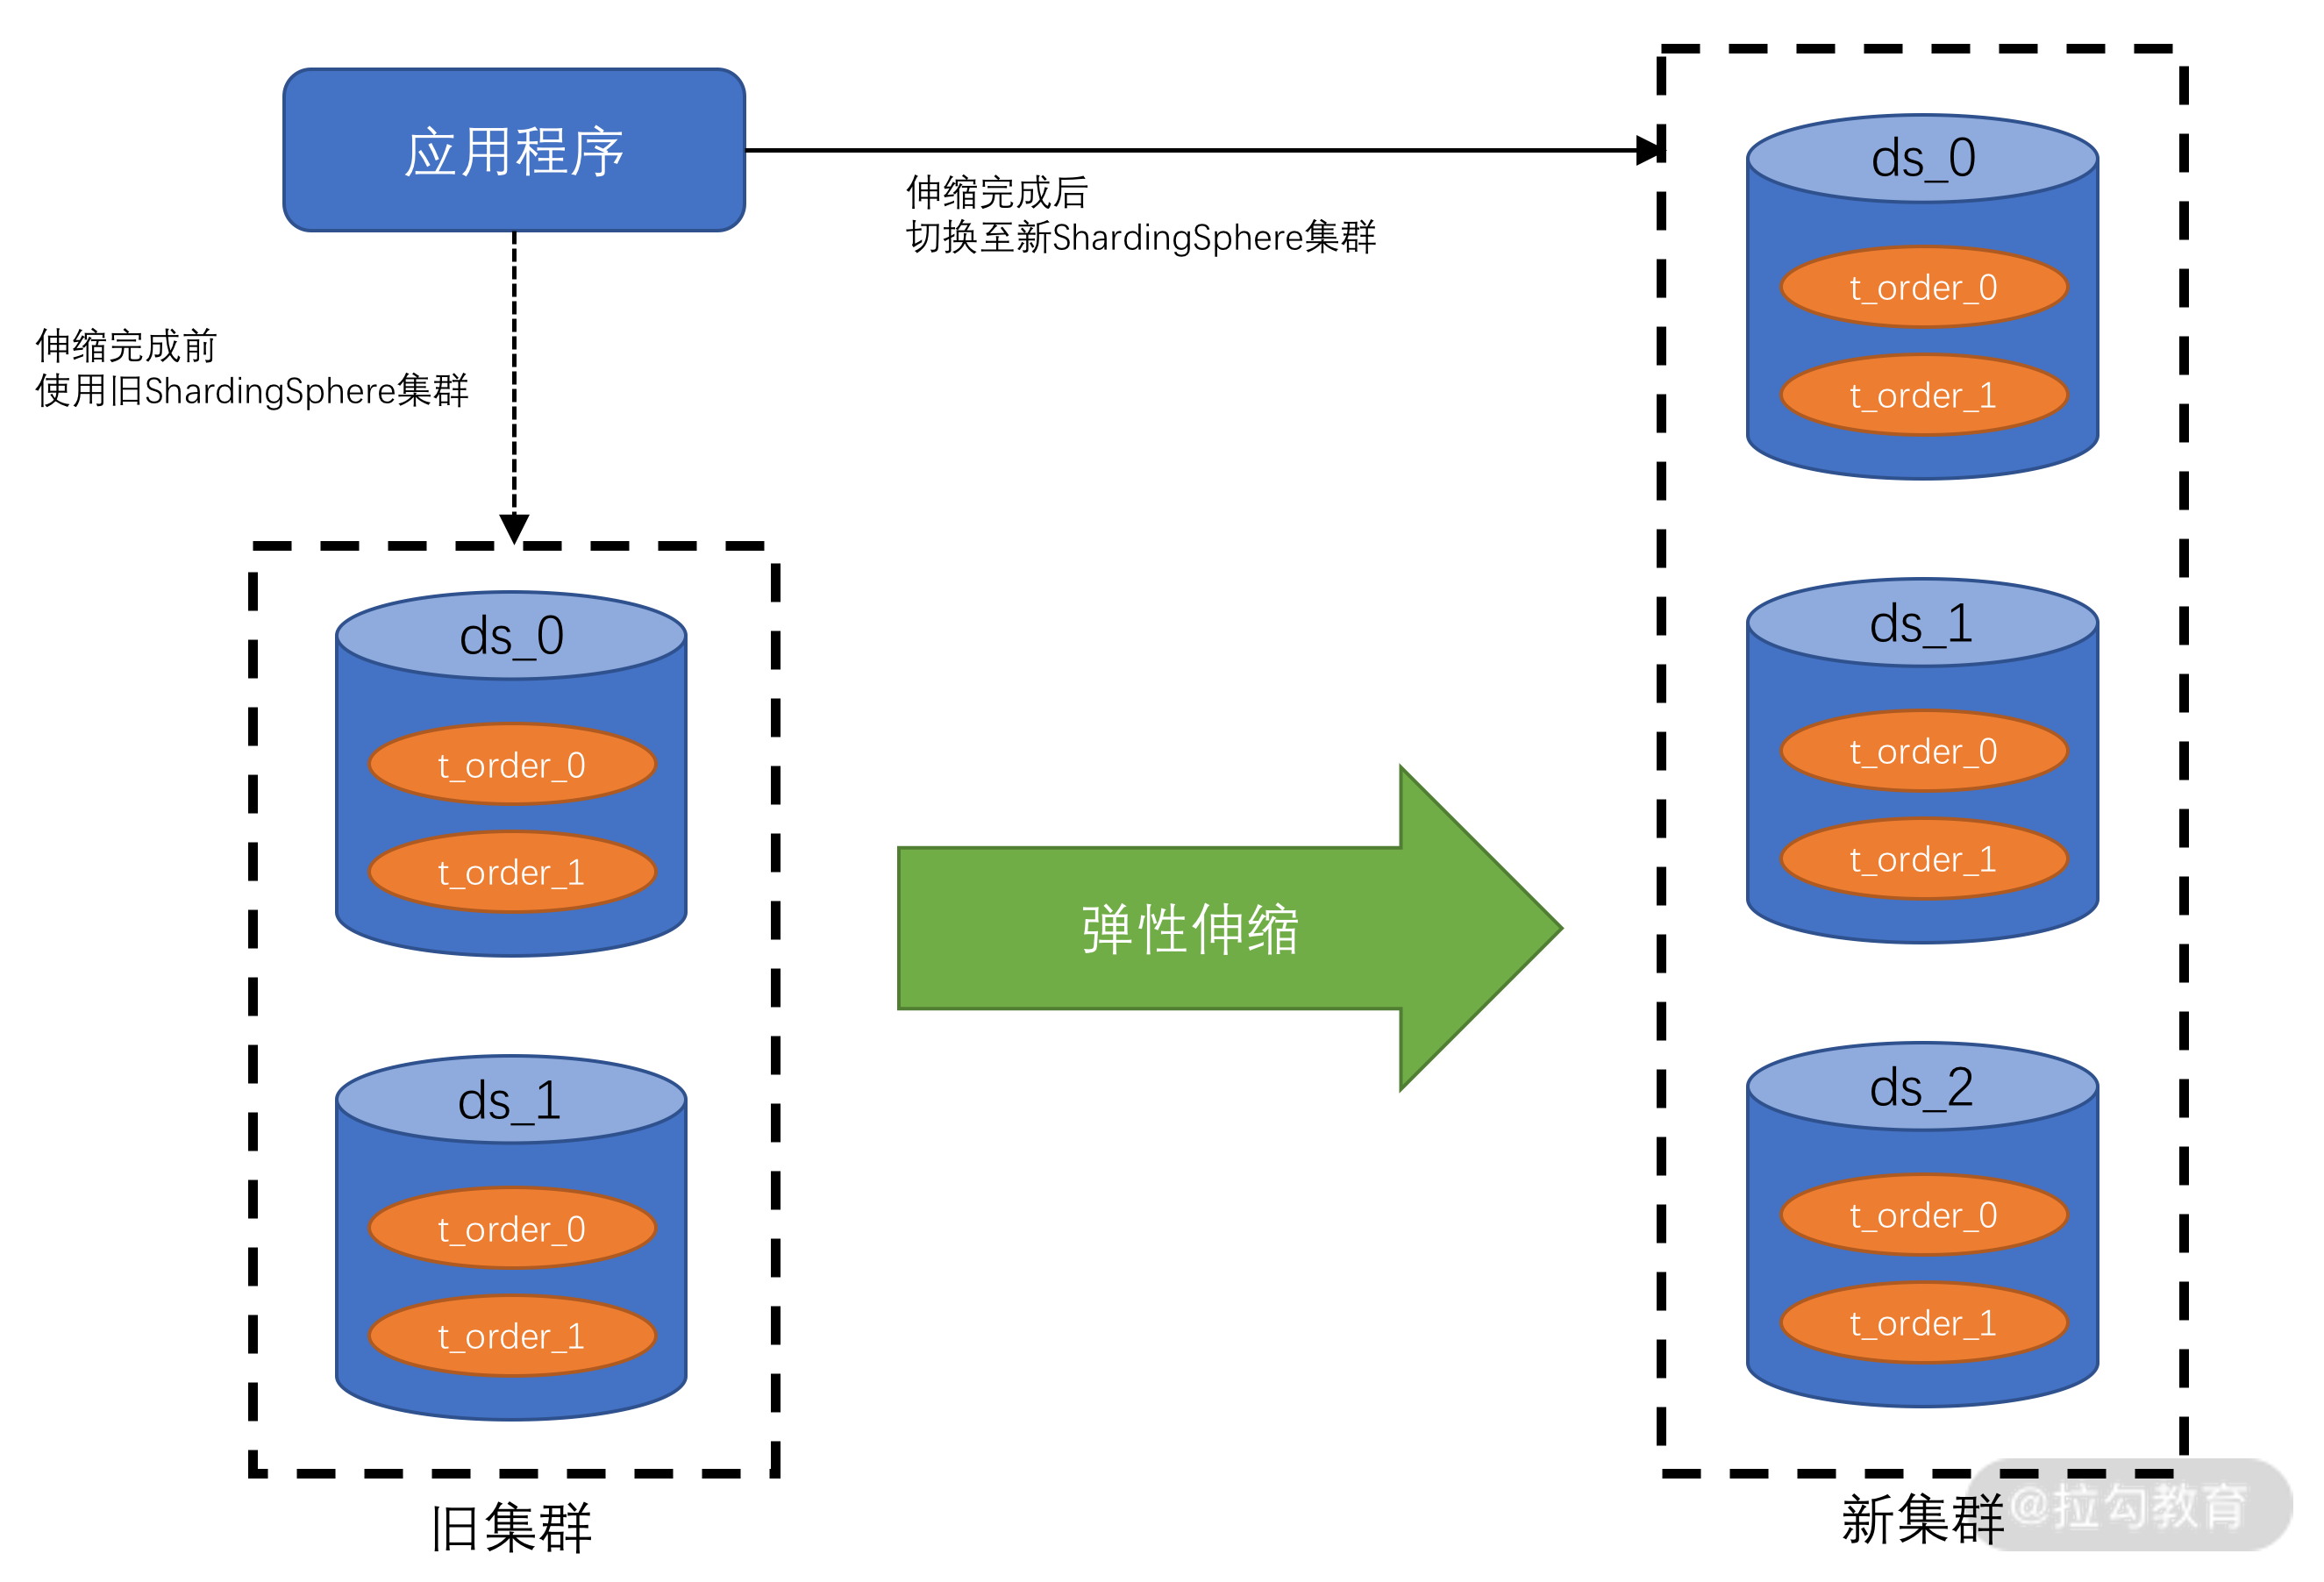 应用程序
伸缩完成后
切换至新ShardingSphere集群
伸缩完成前
使用旧ShardingSphere集群
ds_0
t_order_0
t_order_1
ds_1
t_order_0
t_order_1
旧集群
弹性伸缩
ds_0
t_order_0
t_order_1
ds_1
t_order_0
t_order_1
ds_2
t_order_0
t_order_1
新集群
@拉勾教育